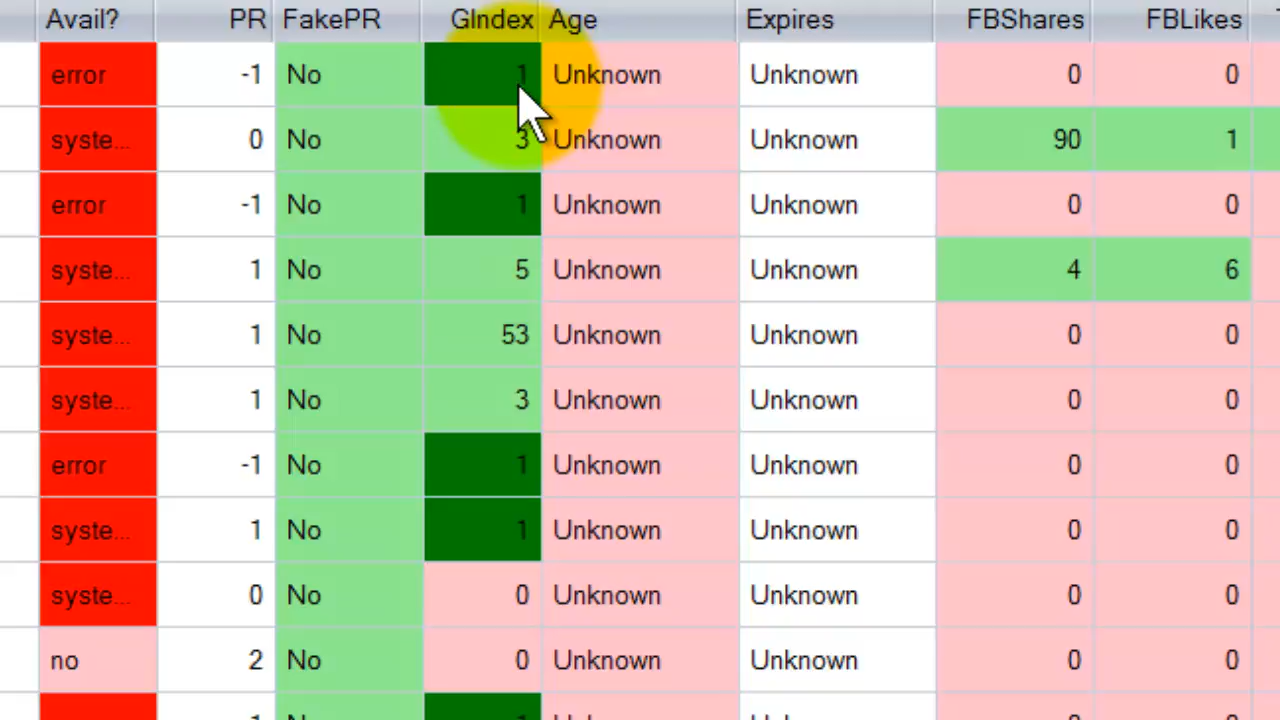 Avail? PR FakePR GIndex Age Expires FBShares FBLikes
error -1 No 1 Unknown Unknown 0 0
syste... 0 No 3 Unknown Unknown 90 1
error -1 No 1 Unknown Unknown 0 0
syste... 1 No 5 Unknown Unknown 4 6
syste... 1 No 53 Unknown Unknown 0 0
syste... 1 No 3 Unknown Unknown 0 0
error -1 No 1 Unknown Unknown 0 0
syste... 1 No 1 Unknown Unknown 0 0
syste... 0 No 0 Unknown Unknown 0 0
no 2 No 0 Unknown Unknown 0 0